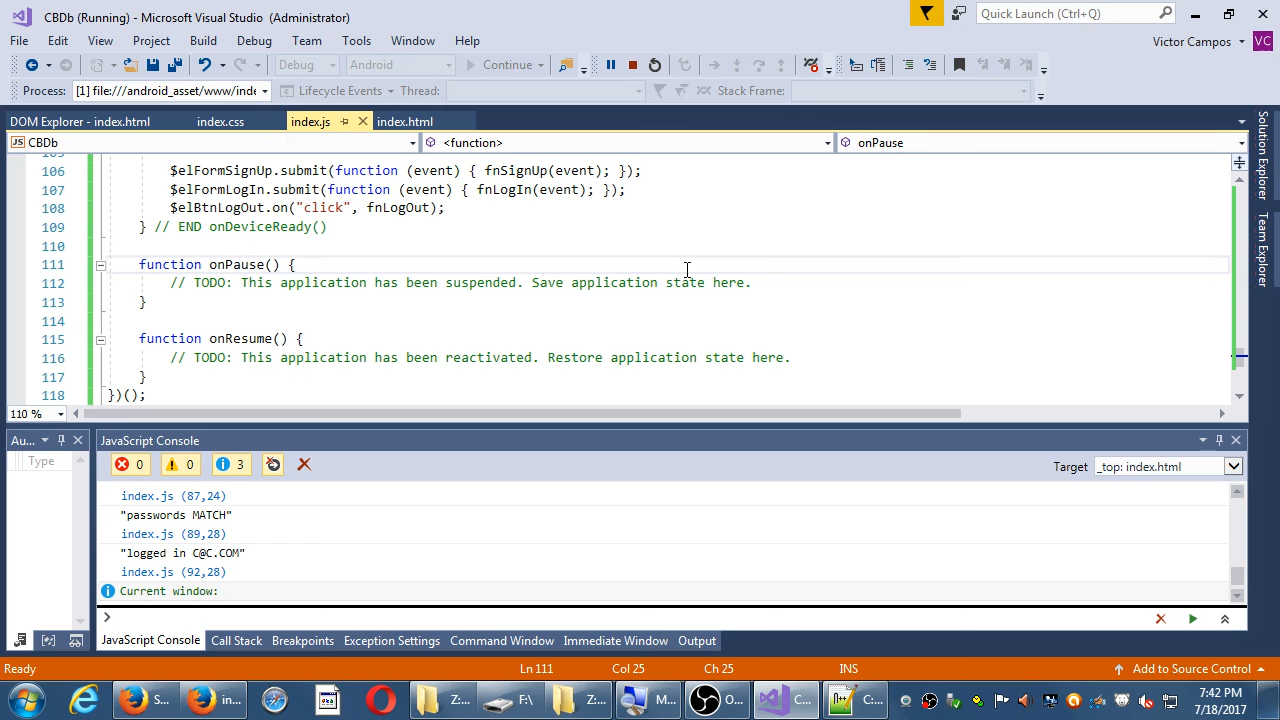 CBDb (Running) - Microsoft Visual Studio (Administrator)
Quick Launch (Ctrl+Q)
File Edit View Project Build Debug Team Tools Window Help
Victor Campos VC
Debug Android Continue
Process: [1] file:///android_asset/www/inde Lifecycle Events Thread: Stack Frame:
DOM Explorer - index.html index.css index.js index.html
JS CBDb <function> onPause
105
106 $elFormSignUp.submit(function (event) { fnSignUp(event); });
107 $elFormLogIn.submit(function (event) { fnLogIn(event); });
108 $elBtnLogOut.on("click", fnLogOut);
109 } // END onDeviceReady()
110
111 function onPause() {
112 // TODO: This application has been suspended. Save application state here.
113 }
114
115 function onResume() {
116 // TODO: This application has been reactivated. Restore application state here.
117 }
118 })();
110 %
Au...
Type
JavaScript Console
0 0 3
Target _top: index.html
index.js (87,24)
"passwords MATCH"
index.js (89,28)
"logged in C@C.COM"
index.js (92,28)
Current window:
JavaScript Console Call Stack Breakpoints Exception Settings Command Window Immediate Window Output
Ready Ln 111 Col 25 Ch 25 INS Add to Source Control
S... in... Z:... F:\ Z:... M... O... C... C:...
7:42 PM
7/18/2017
Solution Explorer
Team Explorer